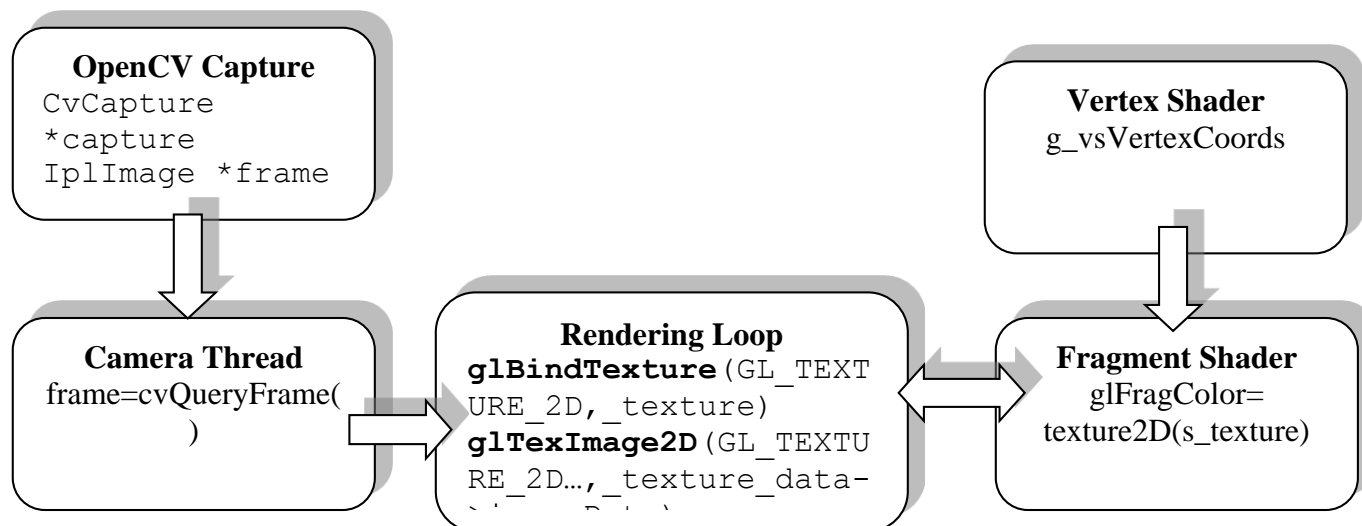 OpenCV Capture
CvCapture
*capture
IplImage *frame
Vertex Shader
g_vsVertexCoords
Camera Thread
frame=cvQueryFrame(
)
Rendering Loop
glBindTexture(GL_TEXT
URE_2D,_texture)
glTexImage2D(GL_TEXTU
RE_2D…,_texture_data-
Fragment Shader
glFragColor=
texture2D(s_texture)